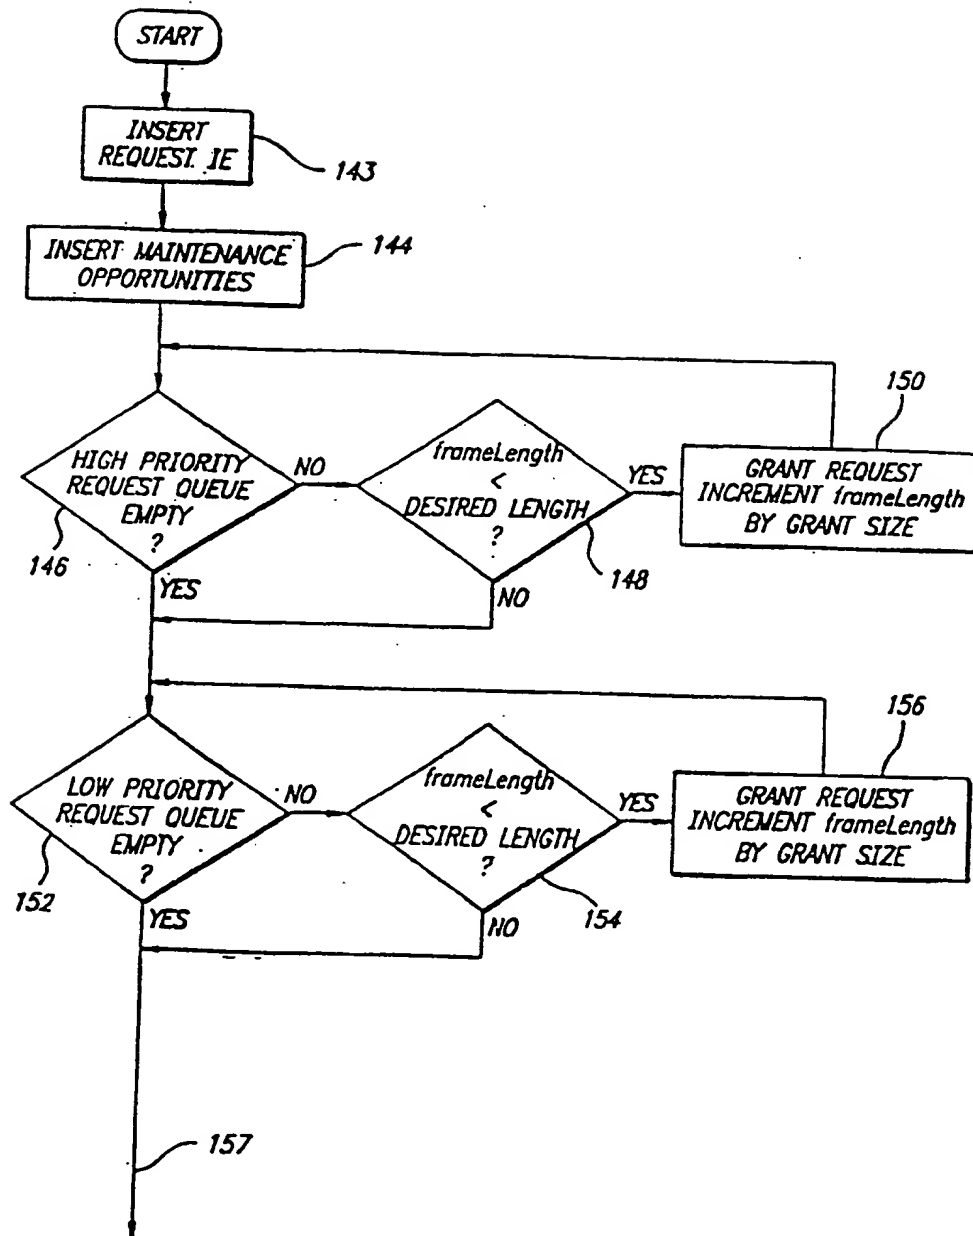 START
INSERT
REQUEST IE
143
INSERT MAINTENANCE
OPPORTUNITIES
144
HIGH PRIORITY
REQUEST QUEUE
EMPTY
?
146
NO
YES
frameLength
<
DESIRED LENGTH
?
148
YES
NO
150
GRANT REQUEST
INCREMENT frameLength
BY GRANT SIZE
LOW PRIORITY
REQUEST QUEUE
EMPTY
?
152
NO
YES
frameLength
<
DESIRED LENGTH
?
154
YES
NO
156
GRANT REQUEST
INCREMENT frameLength
BY GRANT SIZE
157